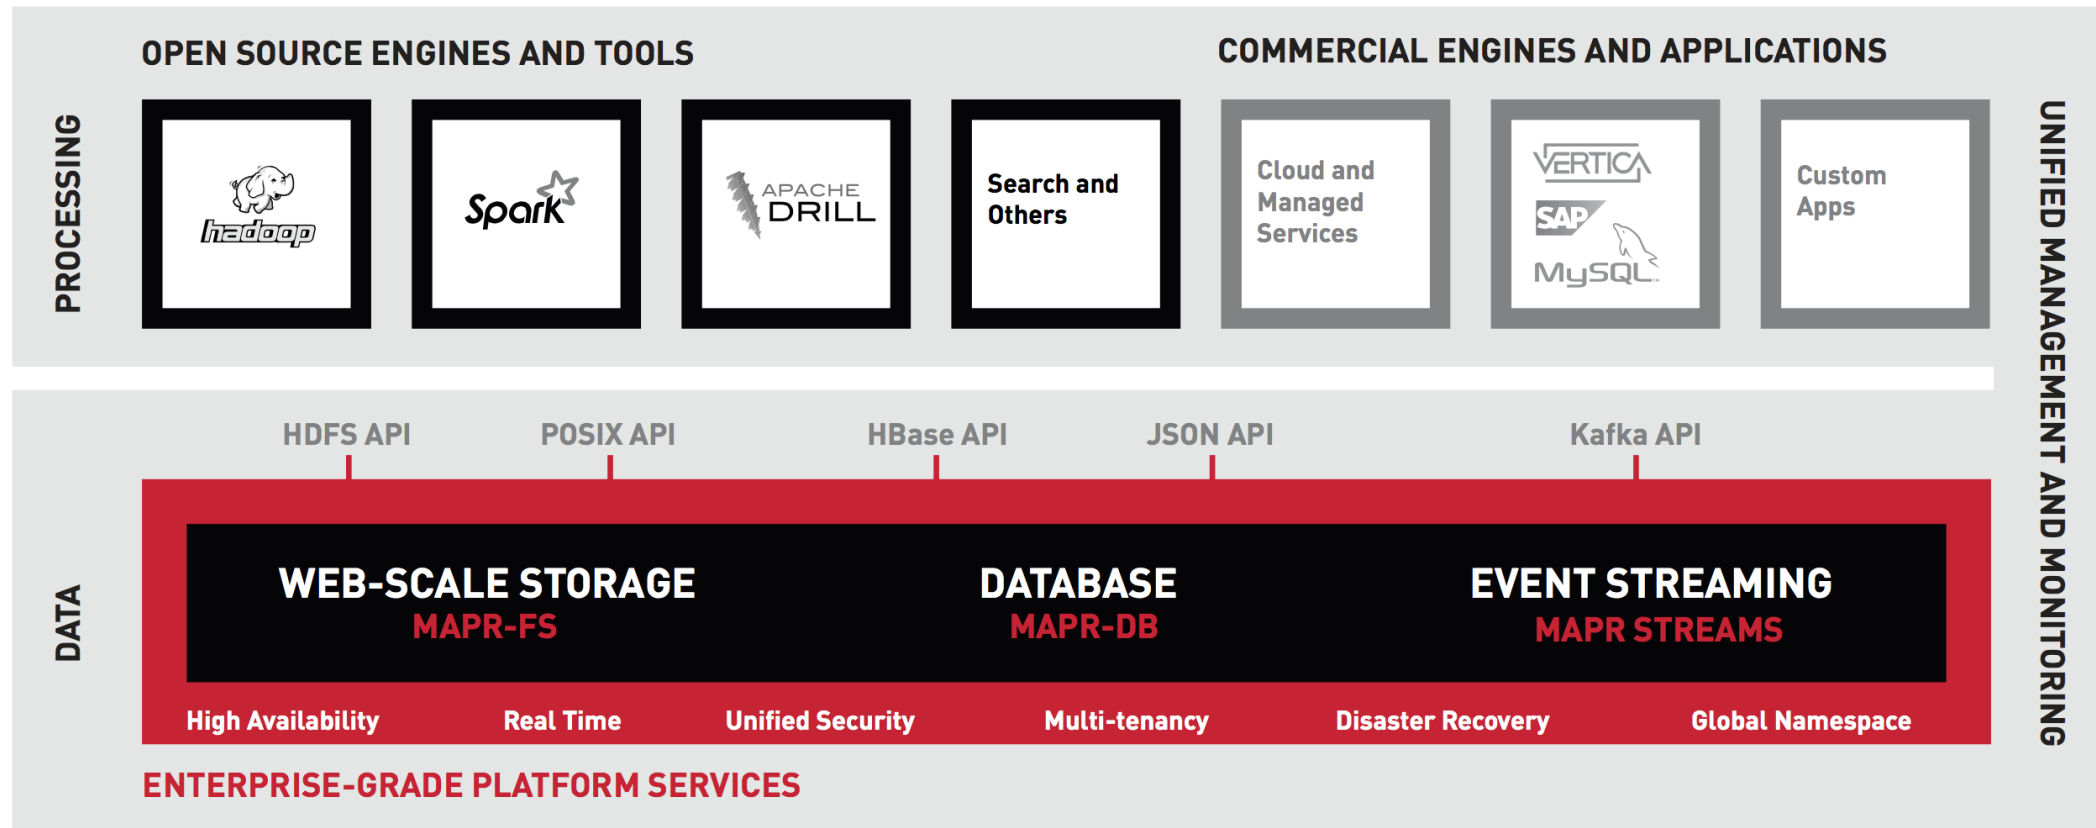 OPEN SOURCE ENGINES AND TOOLS
COMMERCIAL ENGINES AND APPLICATIONS
PROCESSING
hadoop
Spark
APACHE
DRILL
Search and
Others
Cloud and
Managed
Services
VERTICA
SAP
MySQL
Custom
Apps
UNIFIED MANAGEMENT AND MONITORING
HDFS API
POSIX API
HBase API
JSON API
Kafka API
DATA
WEB-SCALE STORAGE
MAPR-FS
DATABASE
MAPR-DB
EVENT STREAMING
MAPR STREAMS
High Availability
Real Time
Unified Security
Multi-tenancy
Disaster Recovery
Global Namespace
ENTERPRISE-GRADE PLATFORM SERVICES